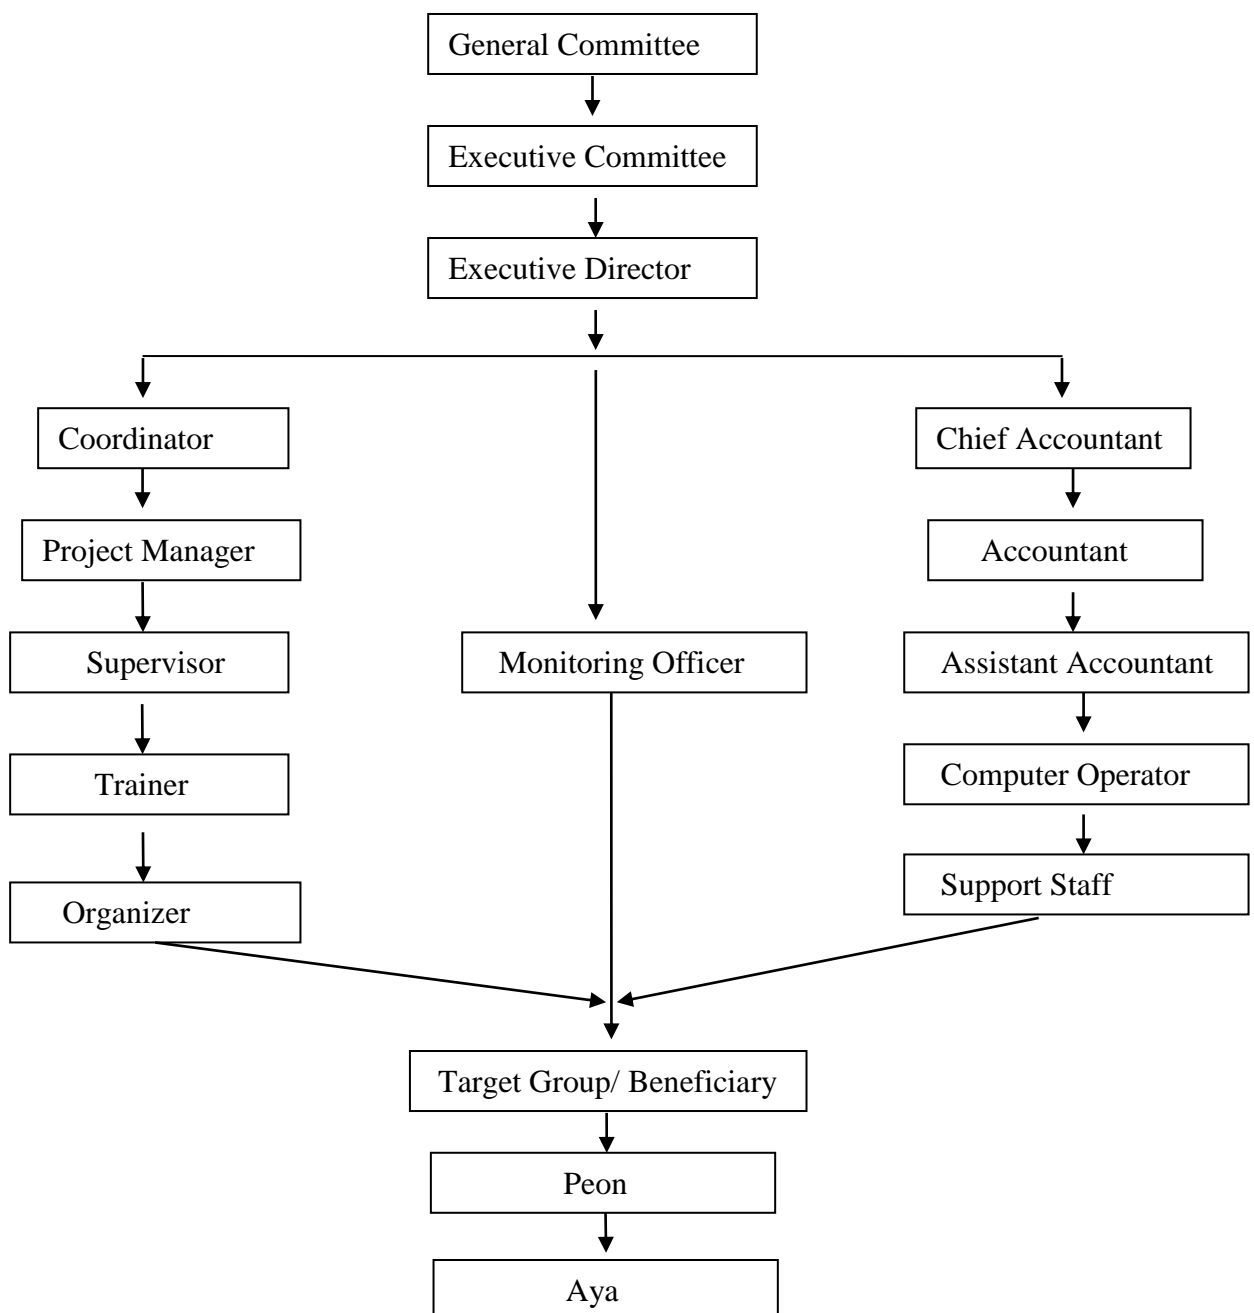 General Committee
Executive Committee
Executive Director
Coordinator
Chief Accountant
Project Manager
Accountant
Supervisor
Monitoring Officer
Assistant Accountant
Trainer
Computer Operator
Organizer
Support Staff
Target Group/ Beneficiary
Peon
Aya